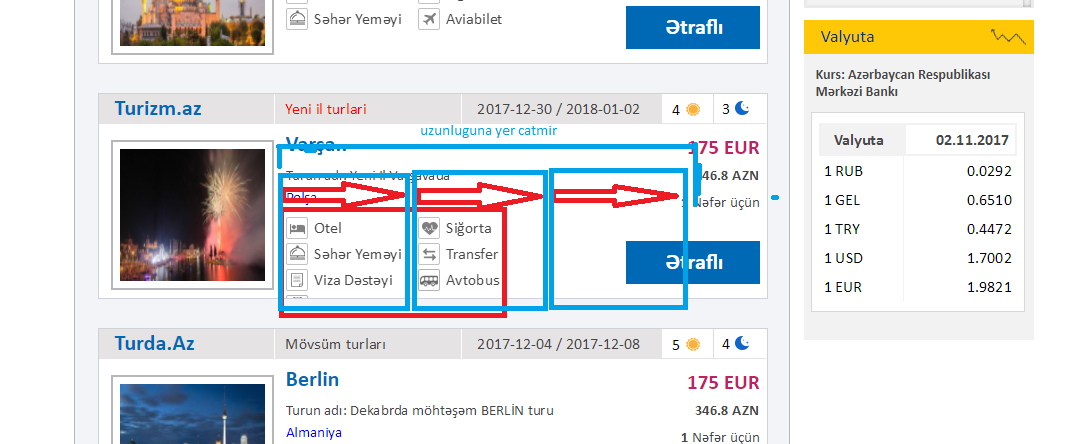 Səhər Yeməyi Aviabilet
Ətraflı
Valyuta
Kurs: Azərbaycan Respublikası
Mərkəzi Bankı
Valyuta 02.11.2017
1 RUB 0.0292
1 GEL 0.6510
1 TRY 0.4472
1 USD 1.7002
1 EUR 1.9821
Turizm.az Yeni il turlari 2017-12-30 / 2018-01-02 4 3
uzunluguna yer catmir
Varşava 175 EUR
Turun adı: Yeni il Varşavada 346.8 AZN
Polşa 1 Nəfər üçün
Otel Siğorta
Səhər Yeməyi Transfer
Viza Dəstəyi Avtobus
Ətraflı
Turda.Az Mövsüm turları 2017-12-04 / 2017-12-08 5 4
Berlin 175 EUR
Turun adı: Dekabrda möhtəşəm BERLİN turu 346.8 AZN
Almaniya 1 Nəfər üçün